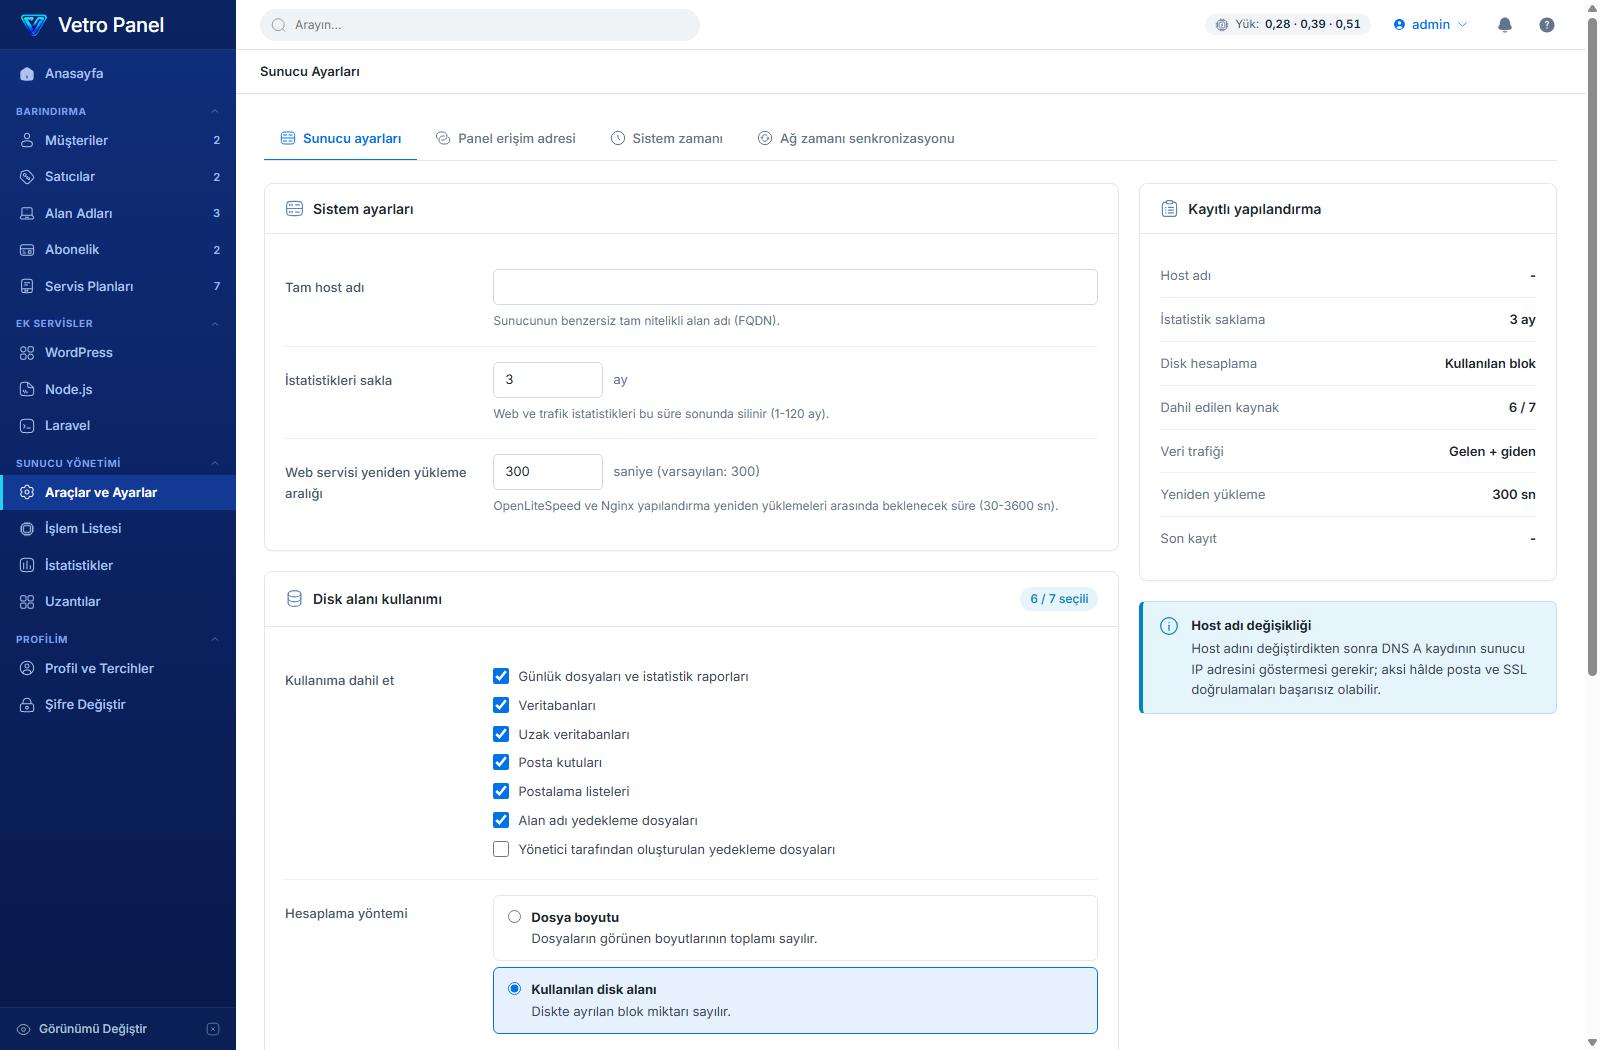 Vetro Panel
Arayın...
Yük: 0,28 · 0,39 · 0,51
admin
Sunucu Ayarları
Anasayfa
BARINDIRMA
Müşteriler 2
Satıcılar 2
Alan Adları 3
Abonelik 2
Servis Planları 7
EK SERVİSLER
WordPress
Node.js
Laravel
SUNUCU YÖNETİMİ
Araçlar ve Ayarlar
İşlem Listesi
İstatistikler
Uzantılar
PROFİLİM
Profil ve Tercihler
Şifre Değiştir
Görünümü Değiştir
Sunucu ayarları
Panel erişim adresi
Sistem zamanı
Ağ zamanı senkronizasyonu
Sistem ayarları
Tam host adı
Sunucunun benzersiz tam nitelikli alan adı (FQDN).
İstatistikleri sakla
3 ay
Web ve trafik istatistikleri bu süre sonunda silinir (1-120 ay).
Web servisi yeniden yükleme
aralığı
300 saniye (varsayılan: 300)
OpenLiteSpeed ve Nginx yapılandırma yeniden yüklemeleri arasında beklenecek süre (30-3600 sn).
Disk alanı kullanımı
6 / 7 seçili
Kullanıma dahil et
Günlük dosyaları ve istatistik raporları
Veritabanları
Uzak veritabanları
Posta kutuları
Postalama listeleri
Alan adı yedekleme dosyaları
Yönetici tarafından oluşturulan yedekleme dosyaları
Hesaplama yöntemi
Dosya boyutu
Dosyaların görünen boyutlarının toplamı sayılır.
Kullanılan disk alanı
Diskte ayrılan blok miktarı sayılır.
Kayıtlı yapılandırma
Host adı -
İstatistik saklama 3 ay
Disk hesaplama Kullanılan blok
Dahil edilen kaynak 6 / 7
Veri trafiği Gelen + giden
Yeniden yükleme 300 sn
Son kayıt -
Host adı değişikliği
Host adını değiştirdikten sonra DNS A kaydının sunucu
IP adresini göstermesi gerekir; aksi hâlde posta ve SSL
doğrulamaları başarısız olabilir.